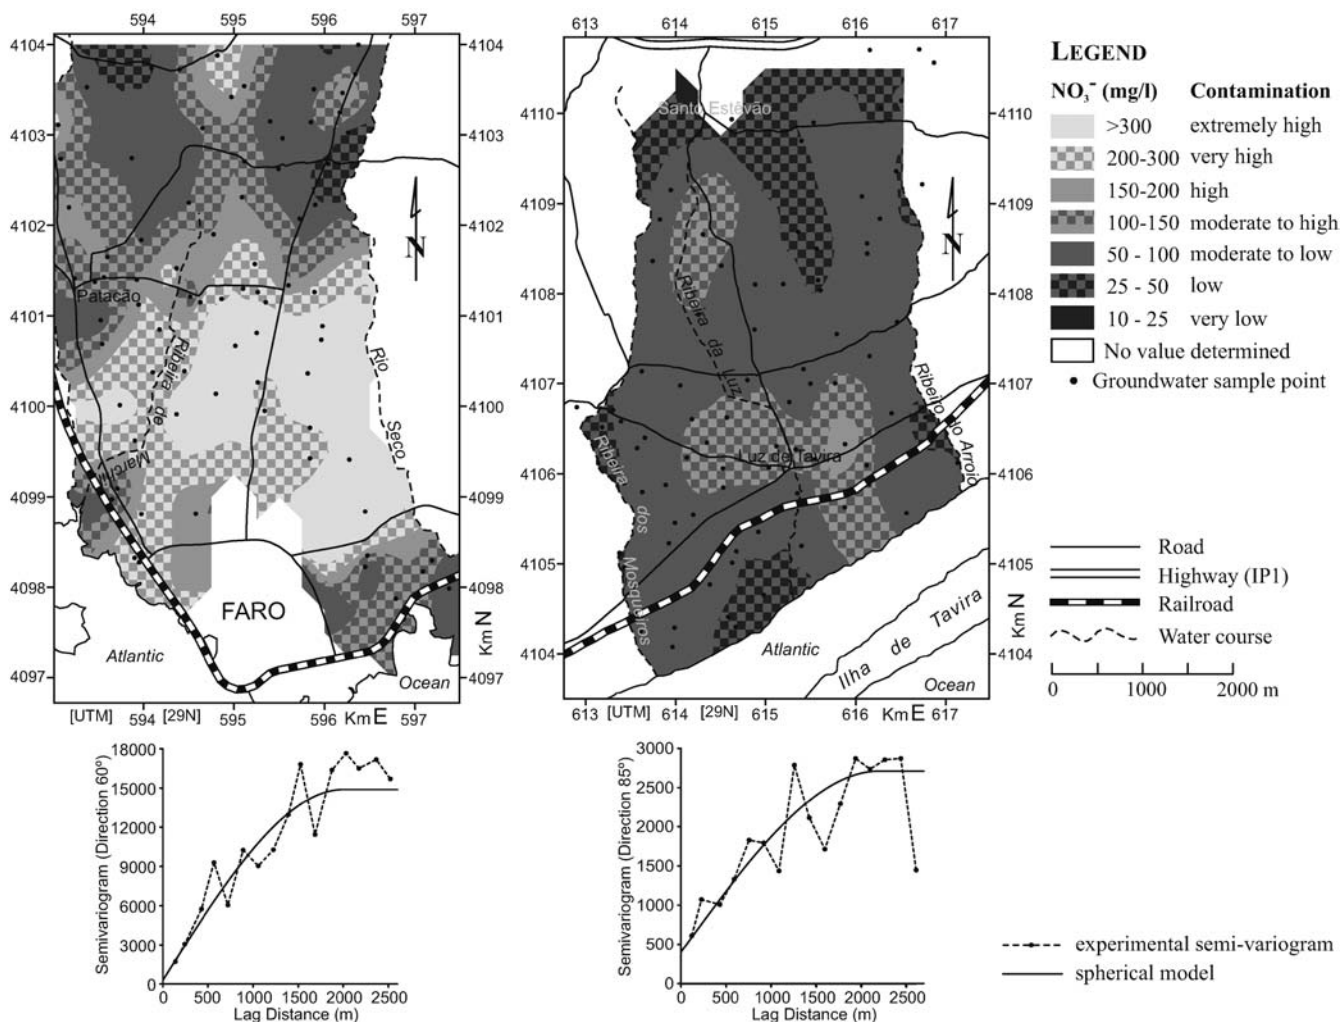 594 595 596 597
4104
4103
4102
4101
4100
4099
4098
4097
4104
4103
4102
4101
4100
4099
4098
4097
Km N
N
Patacão
Ribeira de Marchil
Rio Seco
FARO
Atlantic
Ocean
[UTM] 594 [29N] 595 596 Km E 597
613 614 615 616 617
4110
4109
4108
4107
4106
4105
4104
4110
4109
4108
4107
4106
4105
4104
Km N
N
Santo Estêvão
Ribeira da Luz
Luz de Tavira
Ribeiro do Arroio
Ribeira dos Mosqueiros
Atlantic
Ilha de Tavira
Ocean
613 [UTM] 614 [29N] 615 616 Km E 617
LEGEND
NO₃⁻ (mg/l) Contamination
>300 extremely high
200-300 very high
150-200 high
100-150 moderate to high
50 - 100 moderate to low
25 - 50 low
10 - 25 very low
No value determined
Groundwater sample point
Road
Highway (IP1)
Railroad
Water course
0 1000 2000 m
Semivariogram (Direction 60º)
18000
15000
12000
9000
6000
3000
0
0 500 1000 1500 2000 2500
Lag Distance (m)
Semivariogram (Direction 85º)
3000
2500
2000
1500
1000
500
0
0 500 1000 1500 2000 2500
Lag Distance (m)
experimental semi-variogram
spherical model